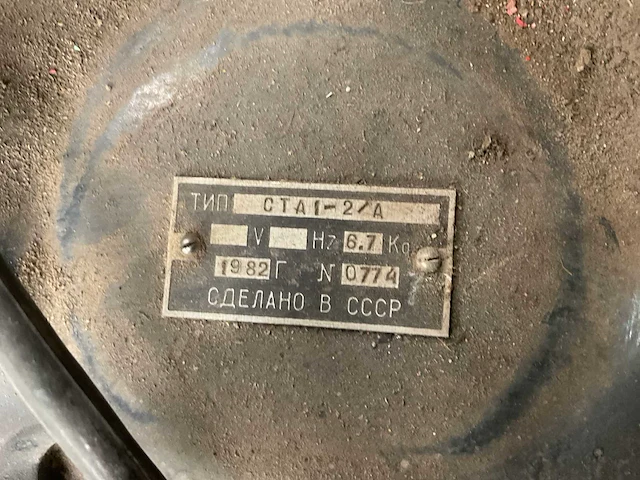 ТИП СТА1-2/А
V Hz 6.7 Kg
1982 Г N 0774
СДЕЛАНО В СССР